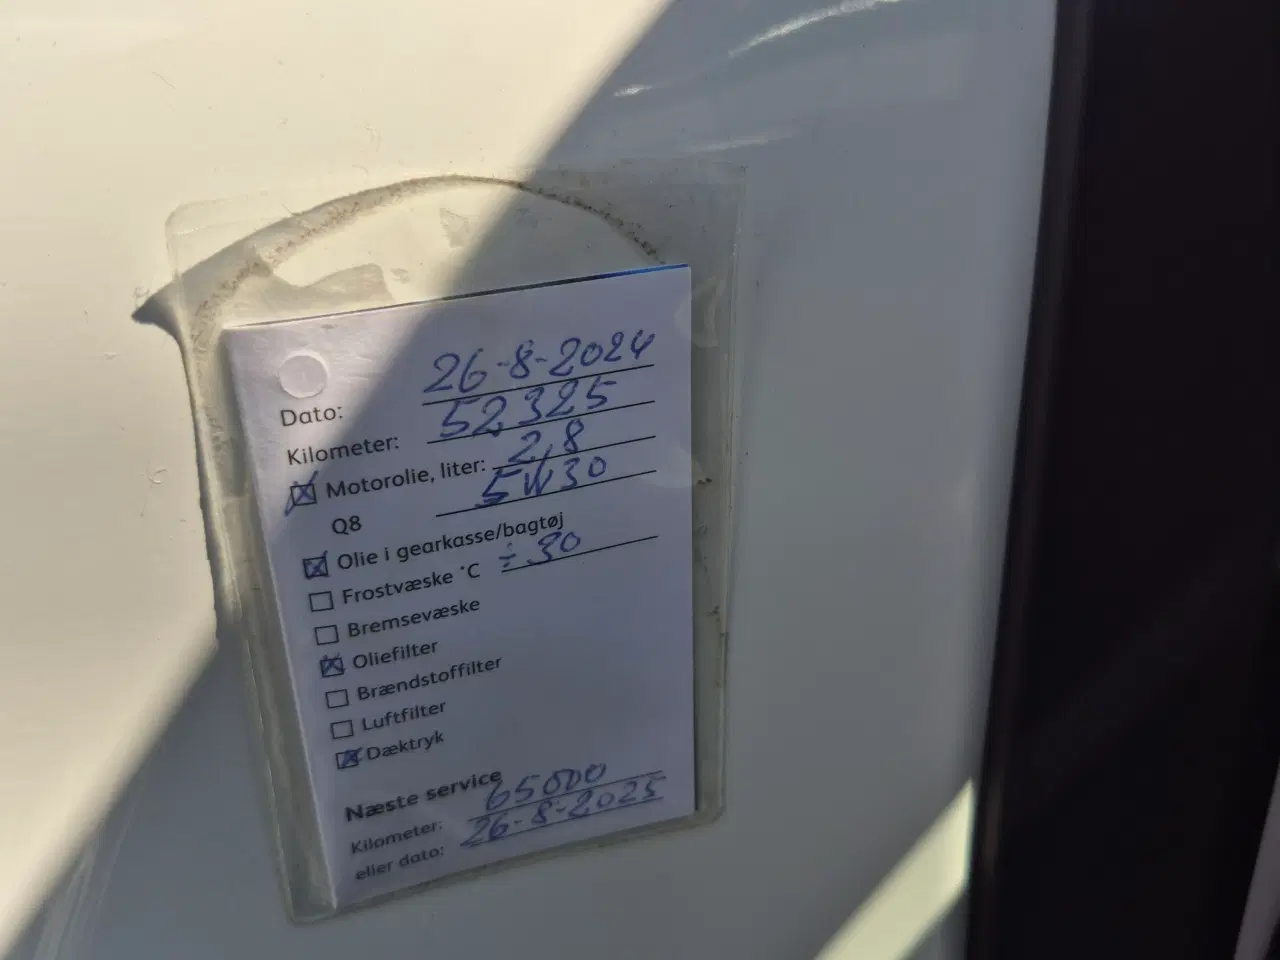 Dato: 26-8-2024
Kilometer: 52325
☒ Motorolie, liter: 2,8
Q8 5W30
☒ Olie i gearkasse/bagtøj
☐ Frostvæske °C ÷30
☐ Bremsevæske
☒ Oliefilter
☐ Brændstoffilter
☐ Luftfilter
☒ Dæktryk
Næste service
Kilometer: 65000
eller dato: 26-8-2025